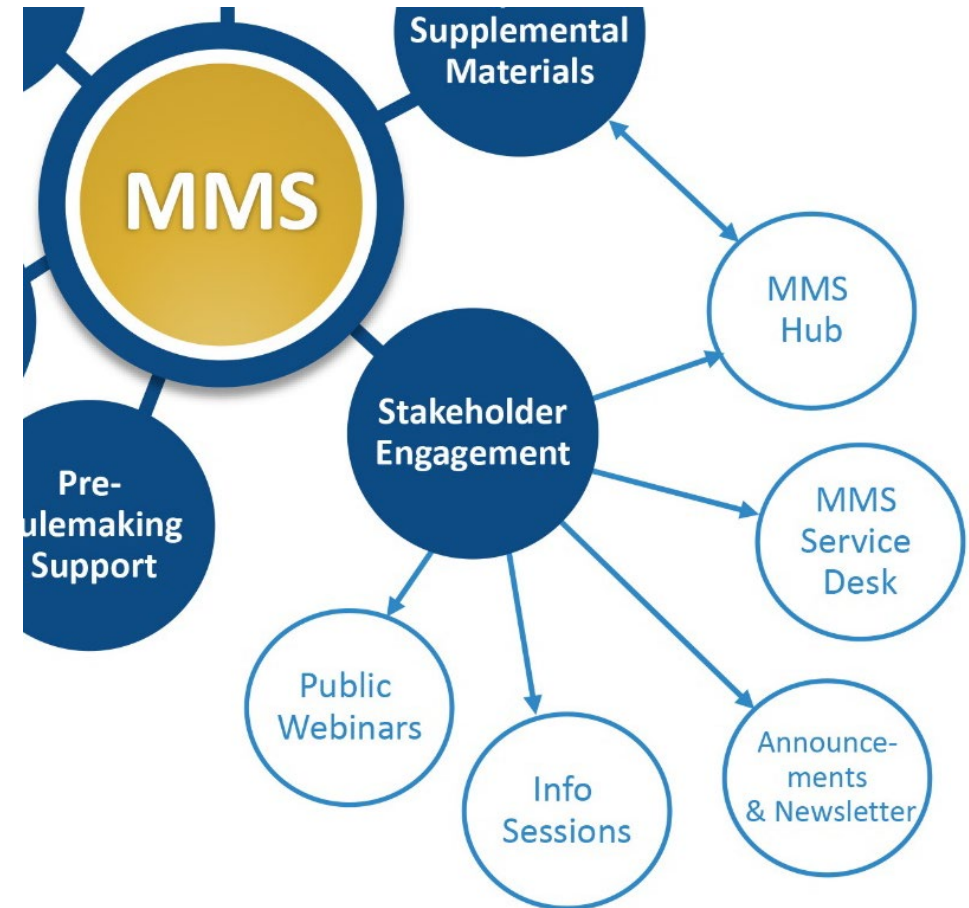 Supplemental
Materials
MMS
MMS
Hub
Stakeholder
Engagement
Pre-
ulemaking
Support
MMS
Service
Desk
Public
Webinars
Info
Sessions
Announce-
ments
& Newsletter